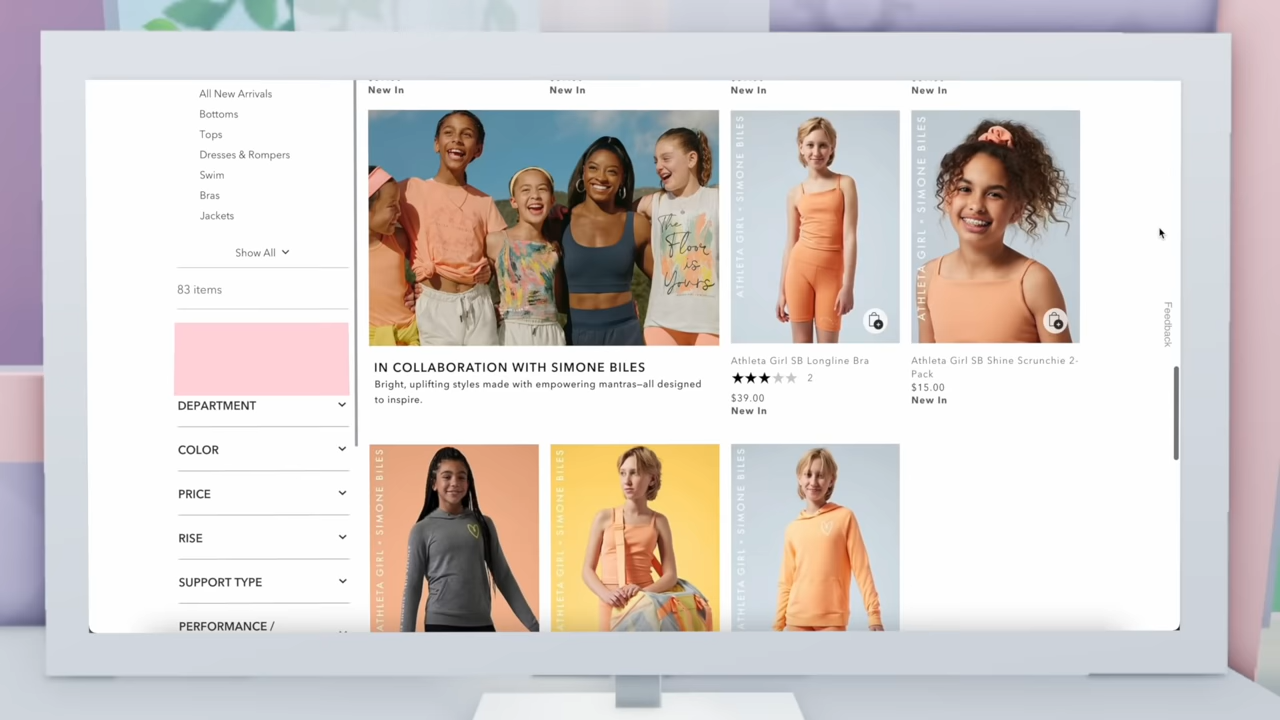 All New Arrivals
Bottoms
Tops
Dresses & Rompers
Swim
Bras
Jackets
Show All
83 items
DEPARTMENT
COLOR
PRICE
RISE
SUPPORT TYPE
PERFORMANCE /
New In
New In
New In
New In
The
Floor
is
Yours
IN COLLABORATION WITH SIMONE BILES
Bright, uplifting styles made with empowering mantras—all designed
to inspire.
ATHLETA GIRL • SIMONE BILES
Athleta Girl SB Longline Bra
2
$39.00
New In
ATHLETA GIRL • SIMONE BILES
Athleta Girl SB Shine Scrunchie 2-
Pack
$15.00
New In
ATHLETA GIRL • SIMONE BILES
ATHLETA GIRL • SIMONE BILES
ATHLETA GIRL • SIMONE BILES
Feedback